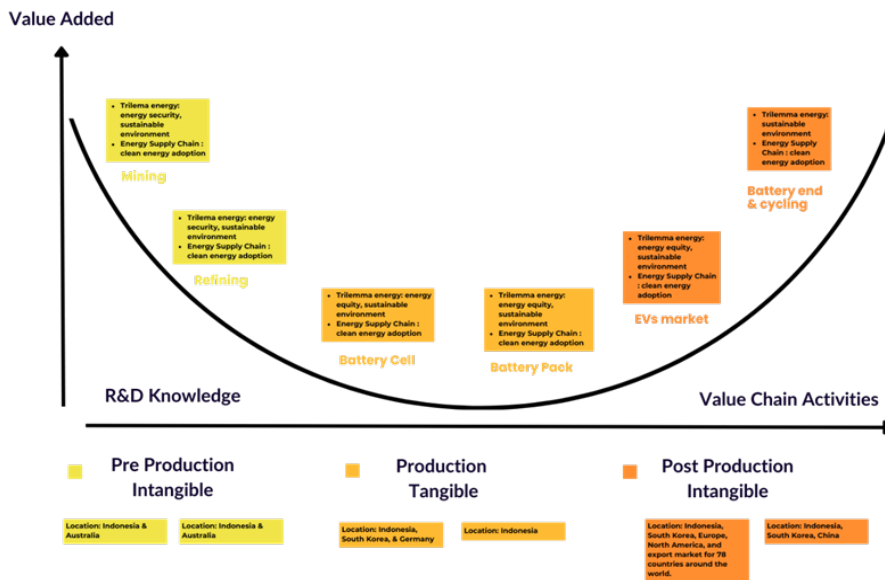 Value Added
• Trilema energy:
energy security,
sustainable
environment
• Energy Supply Chain :
clean energy adoption
Mining
• Trilema energy: energy
security, sustainable
environment
• Energy Supply Chain :
clean energy adoption
Refining
• Trilemma energy: energy
equity, sustainable
environment
• Energy Supply Chain :
clean energy adoption
Battery Cell
• Trilemma energy:
energy equity,
sustainable
environment
• Energy Supply Chain :
clean energy adoption
Battery Pack
• Trilemma energy:
energy equity,
sustainable
environment
• Energy Supply Chain
: clean energy
adoption
EVs market
• Trilemma energy:
sustainable
environment
• Energy Supply
Chain : clean
energy adoption
Battery end
& cycling
R&D Knowledge
Value Chain Activities
Pre Production
Intangible
Location: Indonesia &
Australia
Location: Indonesia &
Australia
Production
Tangible
Location: Indonesia,
South Korea, & Germany
Location: Indonesia
Post Production
Intangible
Location: Indonesia,
South Korea, Europe,
North America, and
export market for 78
countries around the
world.
Location: Indonesia,
South Korea, China